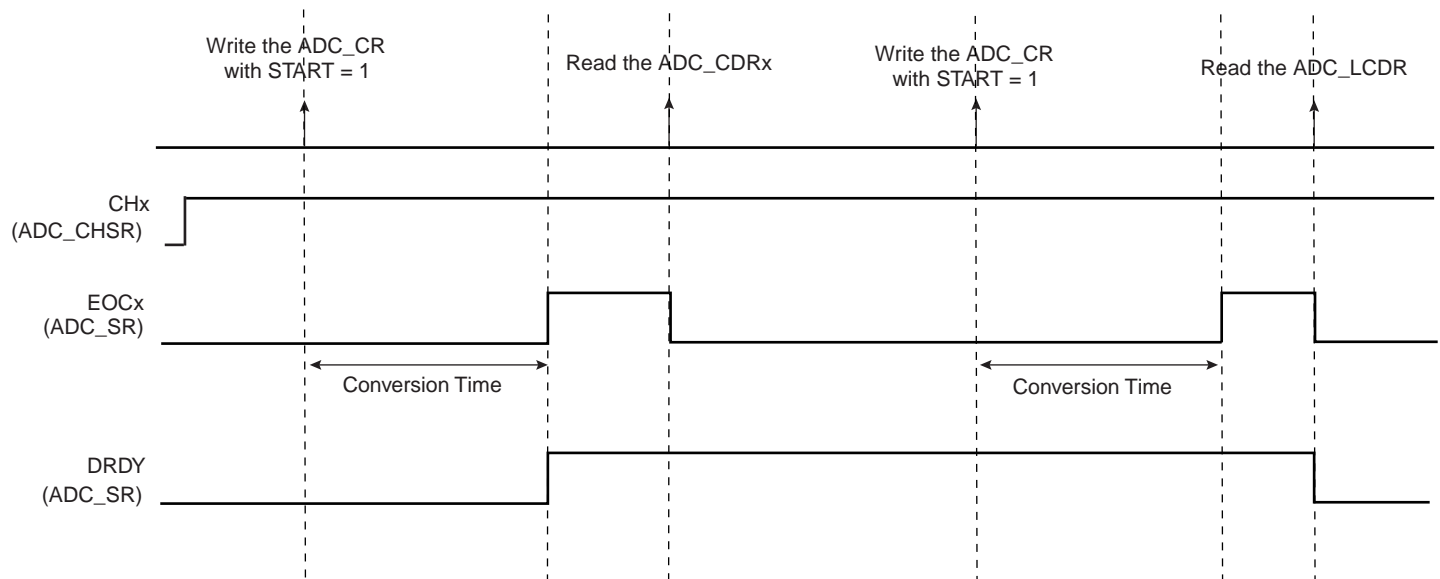 Write the ADC_CR
with START = 1
Read the ADC_CDRx
Write the ADC_CR
with START = 1
Read the ADC_LCDR
CHx
(ADC_CHSR)
EOCx
(ADC_SR)
Conversion Time
Conversion Time
DRDY
(ADC_SR)